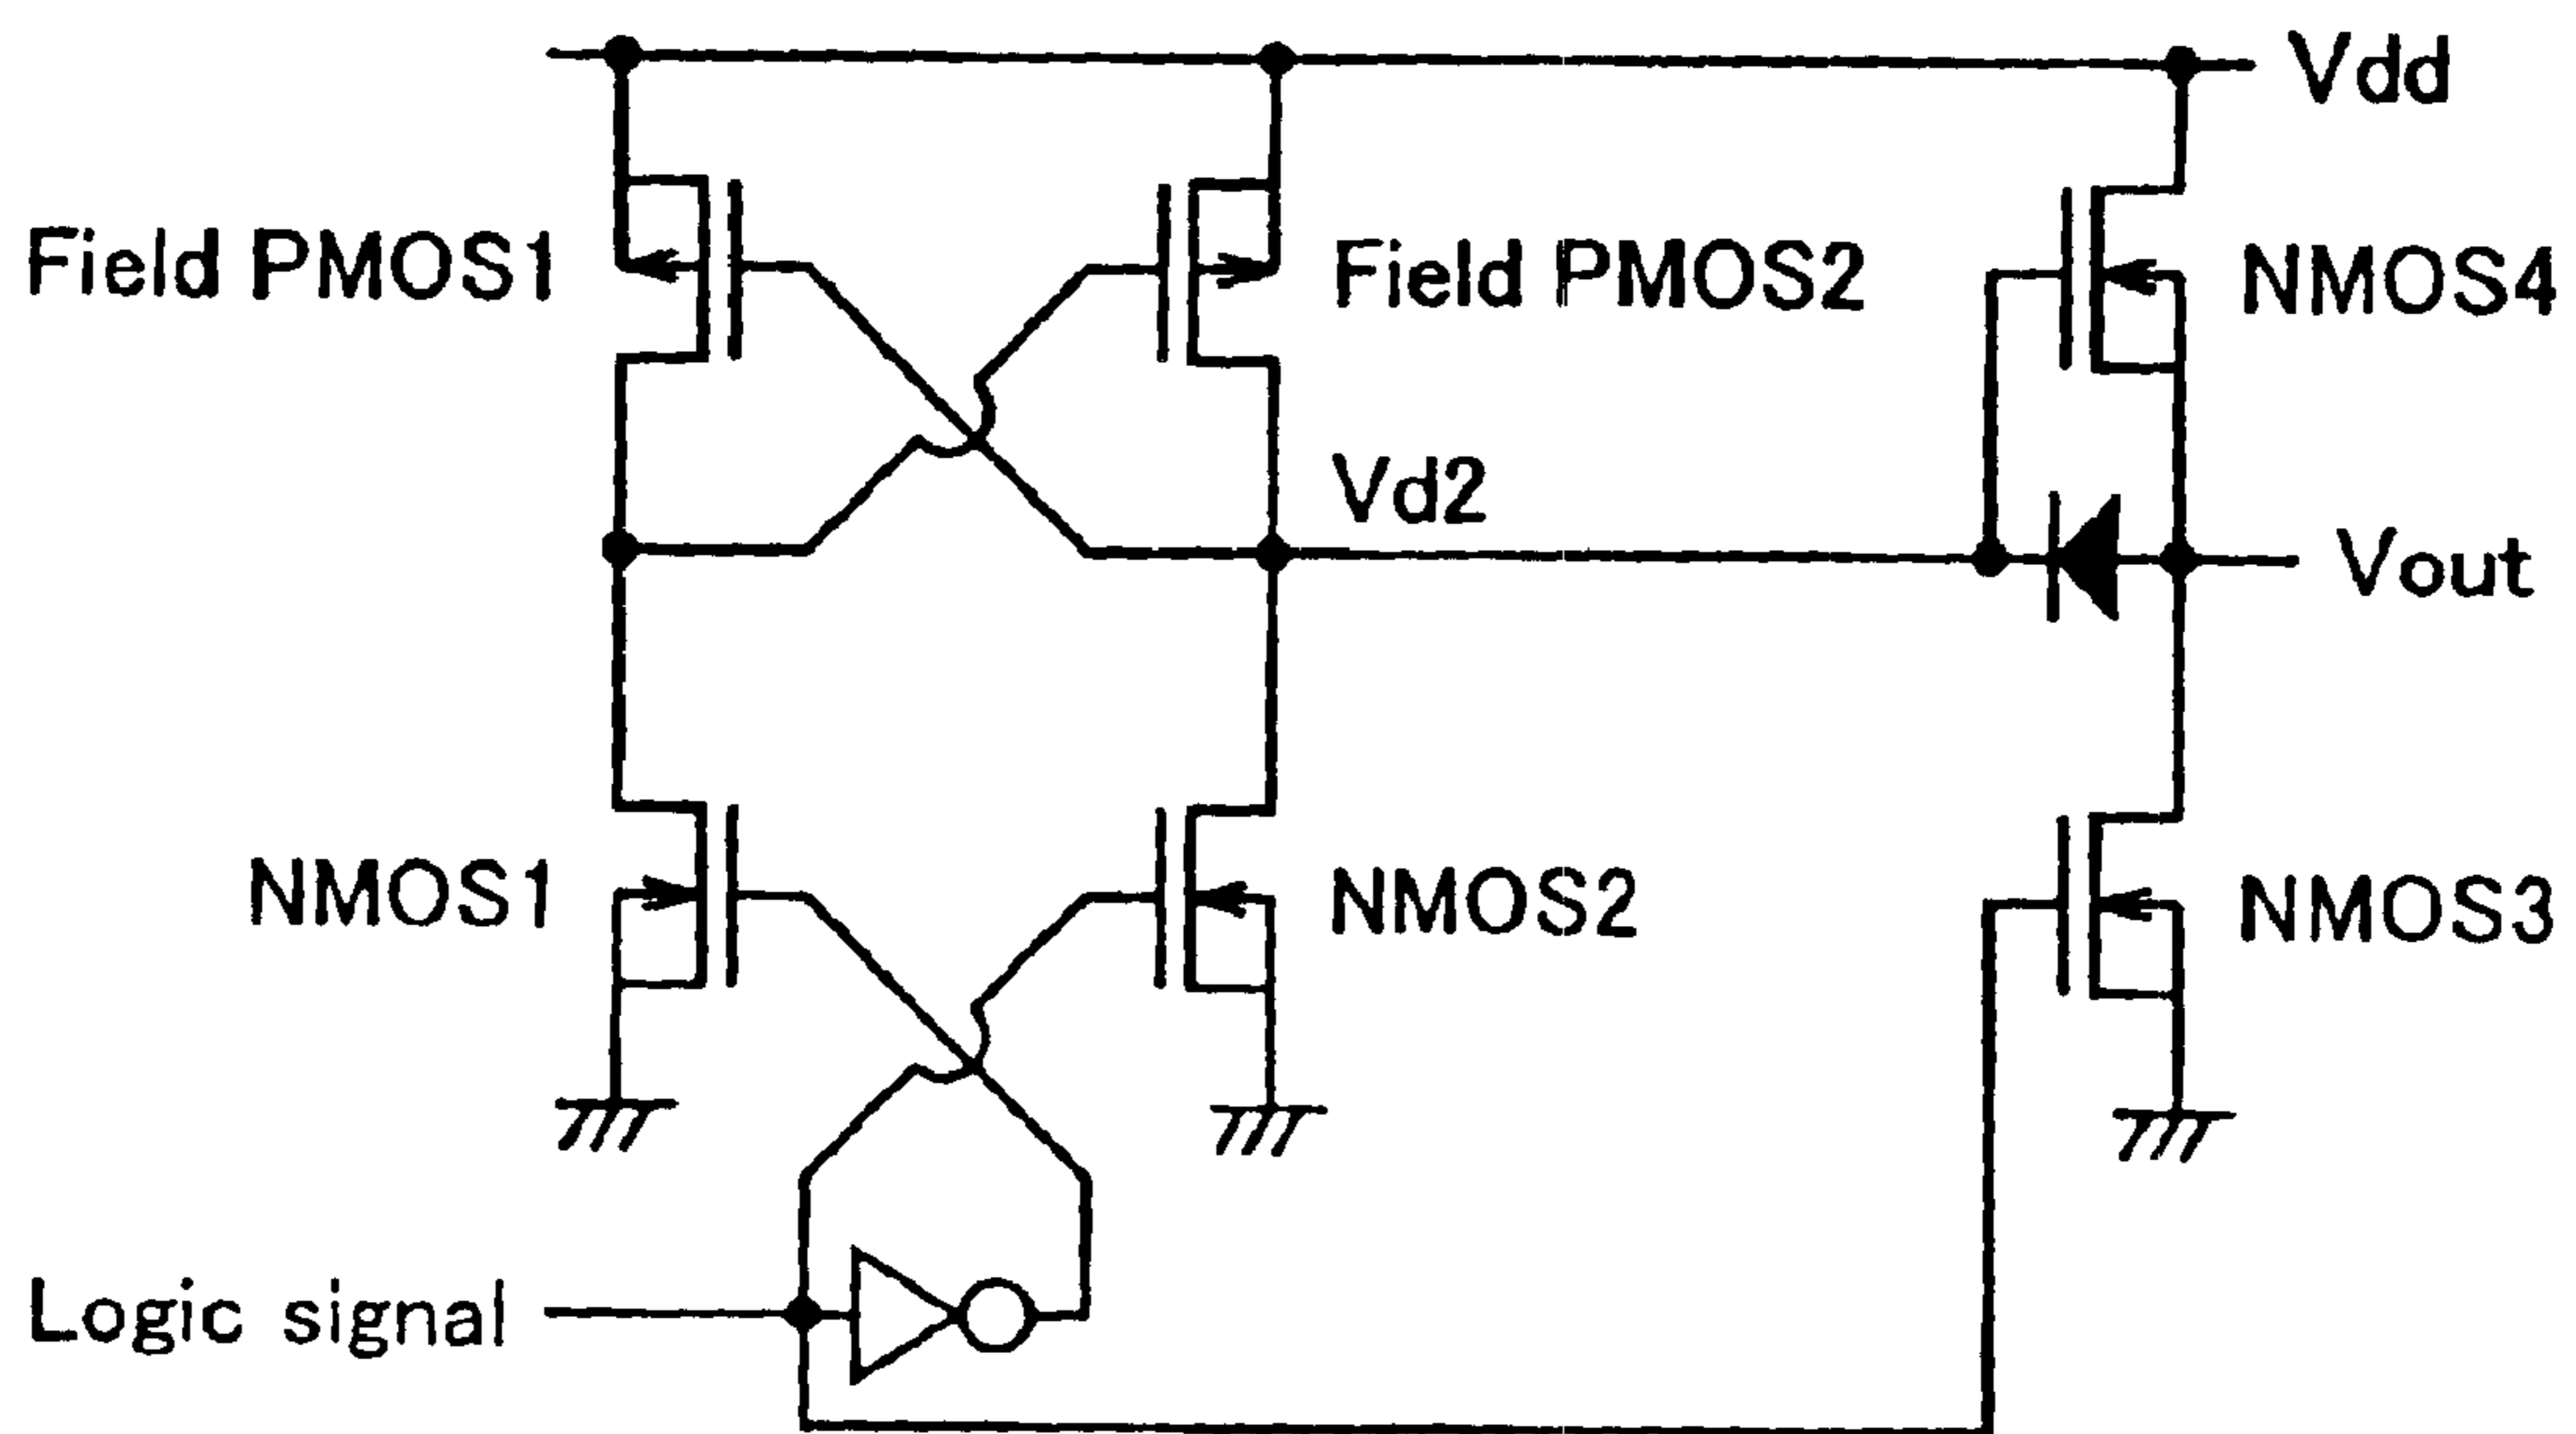 Vdd
Field PMOS1
Field PMOS2
NMOS4
Vd2
Vout
NMOS1
NMOS2
NMOS3
Logic signal